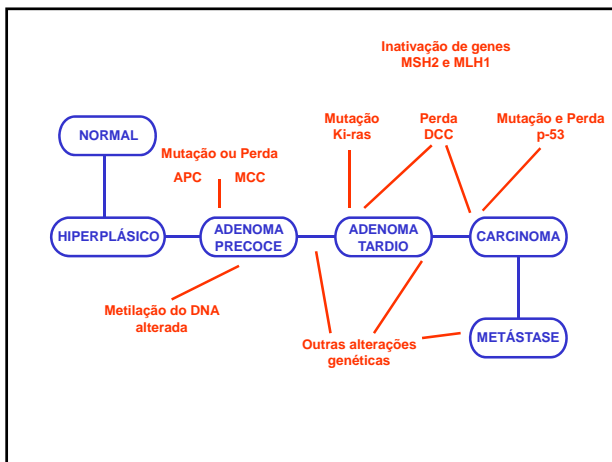 Inativação de genes
MSH2 e MLH1
NORMAL
Mutação ou Perda
APC MCC
Mutação
Ki-ras
Perda
DCC
Mutação e Perda
p-53
HIPERPLÁSICO
ADENOMA
PRECOCE
ADENOMA
TARDIO
CARCINOMA
Metilação do DNA
alterada
Outras alterações
genéticas
METÁSTASE